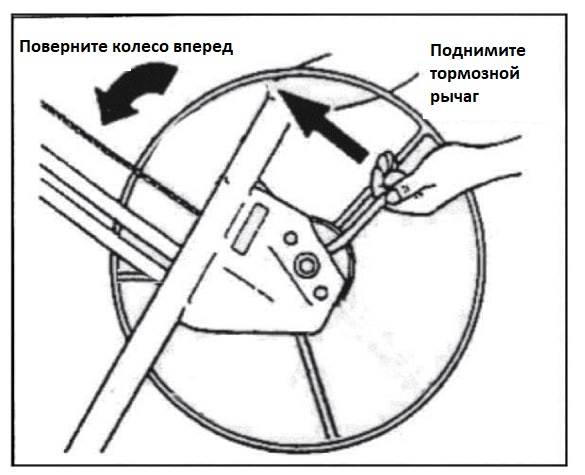 Поверните колесо вперед
Поднимите
тормозной
рычаг